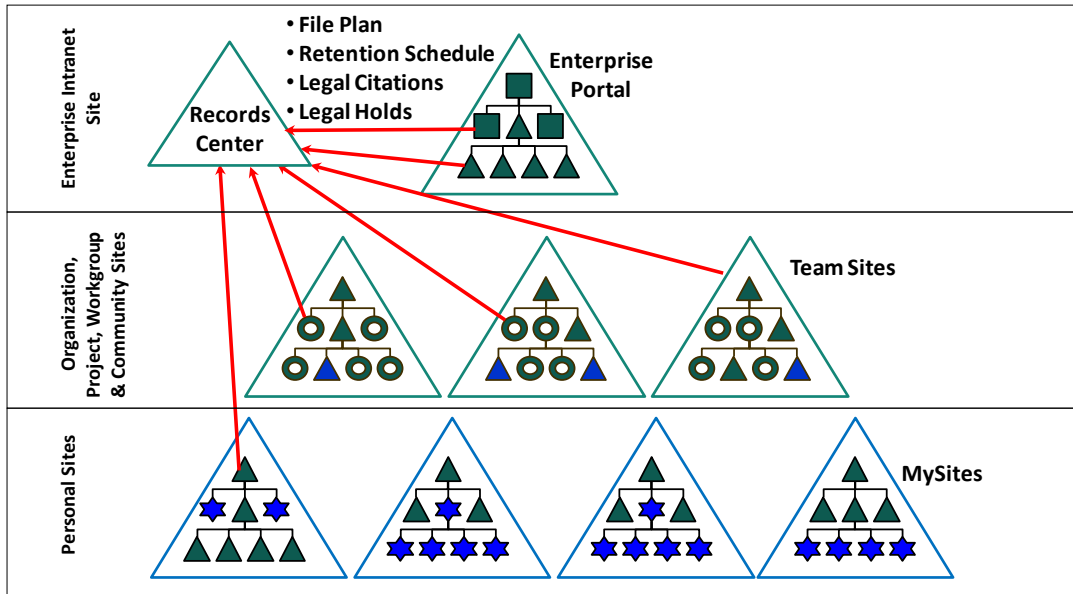 Enterprise Intranet
Site
• File Plan
• Retention Schedule
• Legal Citations
• Legal Holds
Enterprise
Portal
Records
Center
Organization,
Project, Workgroup
& Community Sites
Team Sites
Personal Sites
MySites